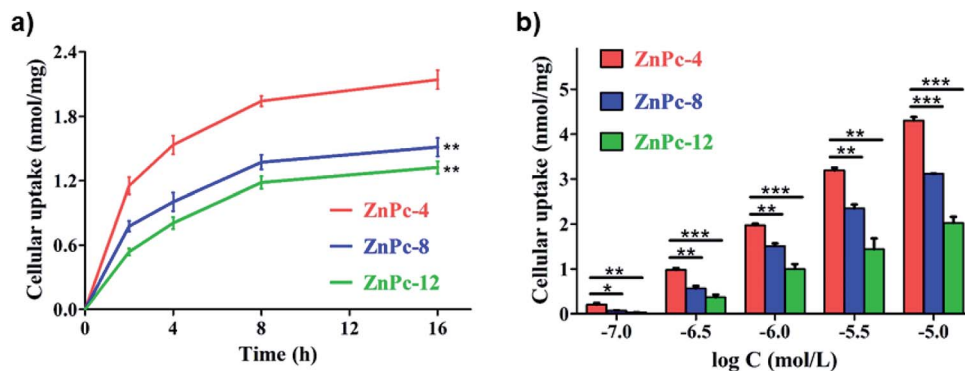 a)
Cellular uptake (nmol/mg)
2.4
1.8
1.2
0.6
0.0
**
**
ZnPc-4
ZnPc-8
ZnPc-12
0 4 8 12 16
Time (h)
b)
Cellular uptake (nmol/mg)
5
4
3
2
1
0
ZnPc-4
ZnPc-8
ZnPc-12
**
*
***
**
***
**
**
**
***
***
-7.0 -6.5 -6.0 -5.5 -5.0
log C (mol/L)